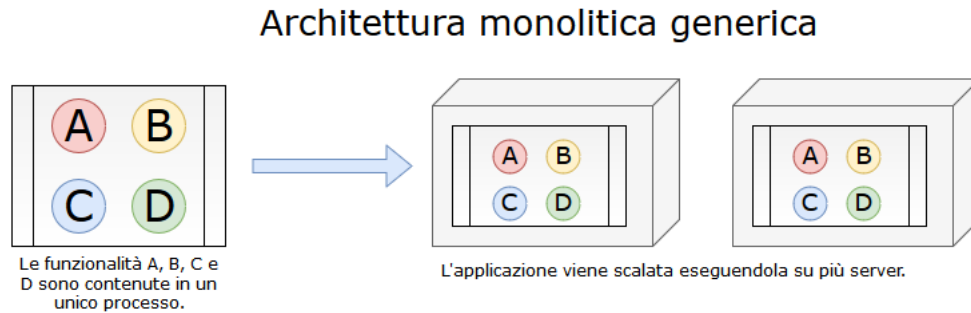 Architettura monolitica generica
A B
C D
Le funzionalità A, B, C e
D sono contenute in un
unico processo.
A B
C D
A B
C D
L'applicazione viene scalata eseguendola su più server.